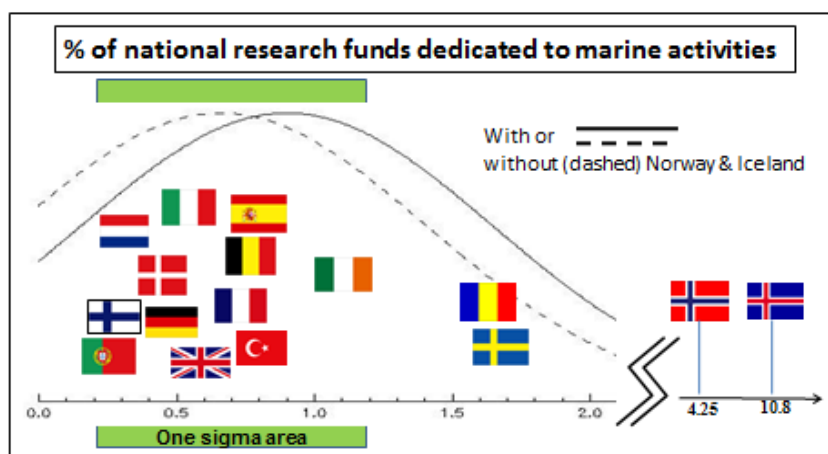 % of national research funds dedicated to marine activities
With or
without (dashed) Norway & Iceland
0.0 0.5 1.0 1.5 2.0 4.25 10.8
One sigma area